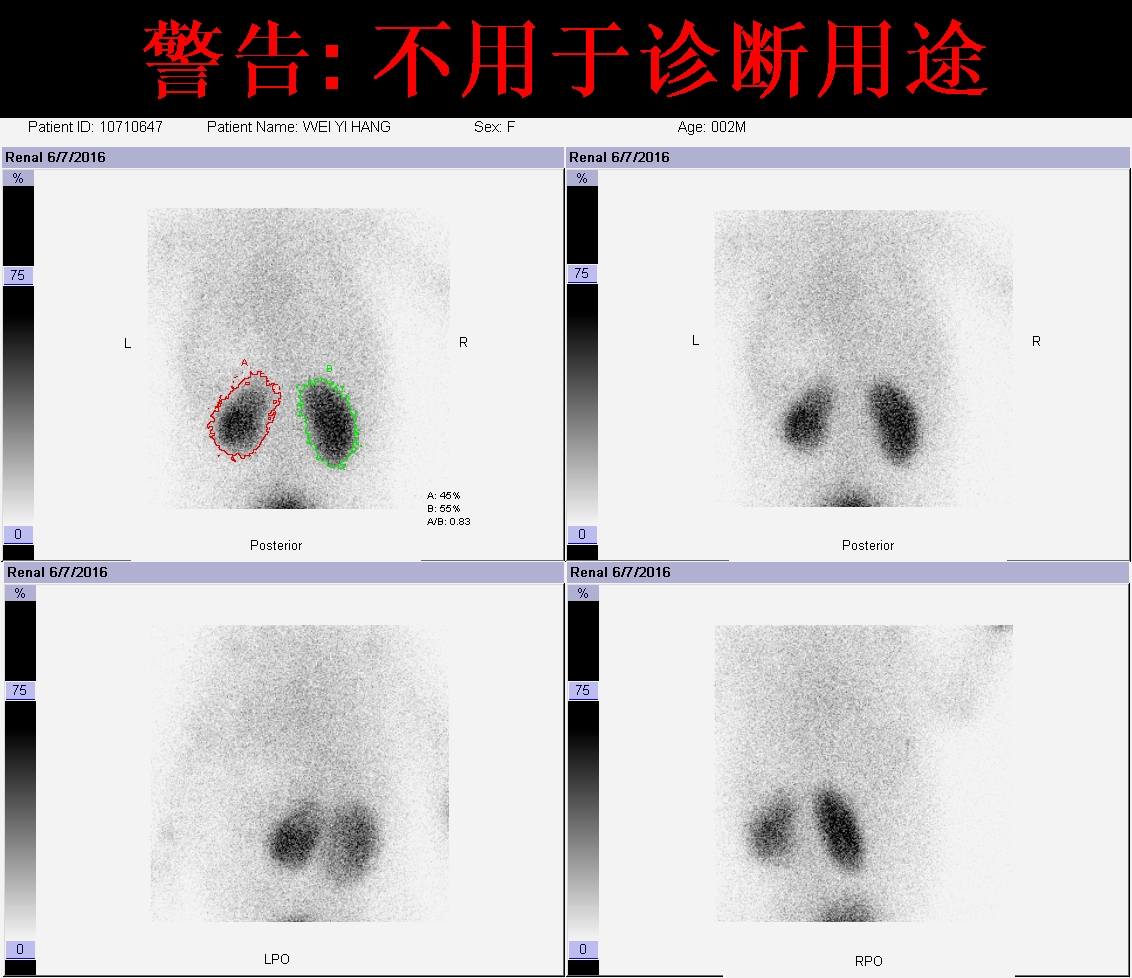 警告: 不用于诊断用途
Patient ID: 10710647 Patient Name: WEI YI HANG Sex: F Age: 002M
Renal 6/7/2016
%
75
0
L
R
A
B
A: 45%
B: 55%
A/B: 0.83
Posterior
Renal 6/7/2016
%
75
0
L
R
Posterior
Renal 6/7/2016
%
75
0
LPO
Renal 6/7/2016
%
75
0
RPO